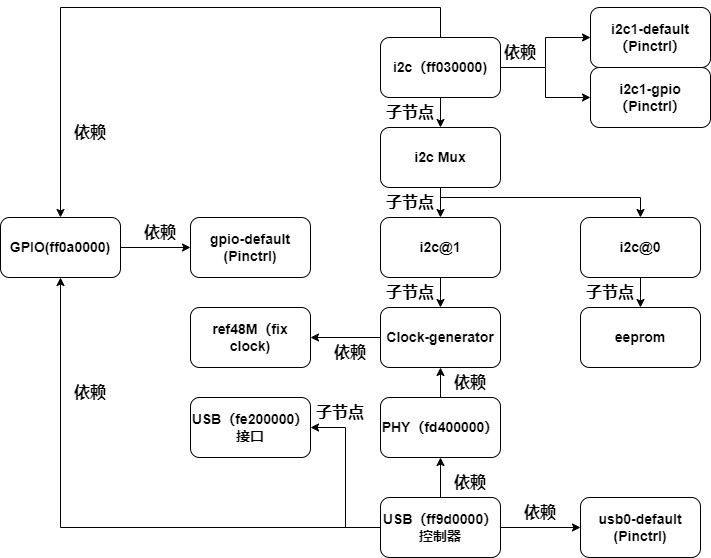 i2c1-default
（Pinctrl）
i2c（ff030000）
依赖
i2c1-gpio
（Pinctrl）
子节点
依赖
i2c Mux
子节点
GPIO(ff0a0000)
依赖
gpio-default
(Pinctrl)
i2c@1
i2c@0
子节点
子节点
ref48M（fix
clock)
依赖
Clock-generator
eeprom
依赖
依赖
USB（fe200000）
接口
子节点
PHY（fd400000）
依赖
USB（ff9d0000）
控制器
依赖
usb0-default
(Pinctrl)